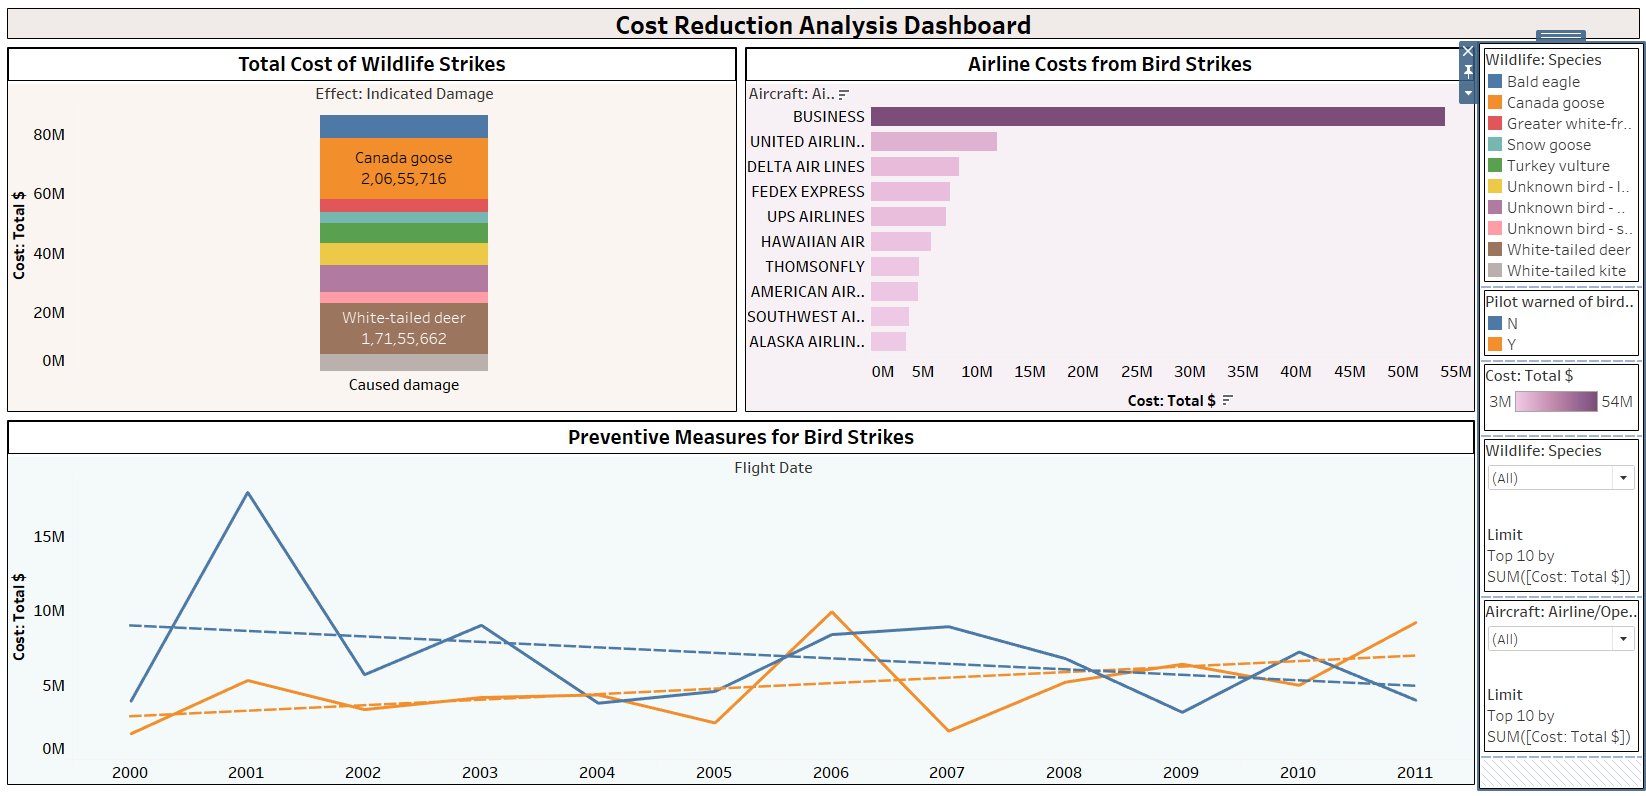 Cost Reduction Analysis Dashboard
Total Cost of Wildlife Strikes
Effect: Indicated Damage
Cost: Total $
80M
60M
40M
20M
0M
Canada goose
2,06,55,716
White-tailed deer
1,71,55,662
Caused damage
Airline Costs from Bird Strikes
Aircraft: Ai..
BUSINESS
UNITED AIRLIN..
DELTA AIR LINES
FEDEX EXPRESS
UPS AIRLINES
HAWAIIAN AIR
THOMSONFLY
AMERICAN AIR..
SOUTHWEST AI..
ALASKA AIRLIN..
0M 5M 10M 15M 20M 25M 30M 35M 40M 45M 50M 55M
Cost: Total $
Preventive Measures for Bird Strikes
Flight Date
Cost: Total $
15M
10M
5M
0M
2000 2001 2002 2003 2004 2005 2006 2007 2008 2009 2010 2011
Wildlife: Species
Bald eagle
Canada goose
Greater white-fr..
Snow goose
Turkey vulture
Unknown bird - l..
Unknown bird - ..
Unknown bird - s..
White-tailed deer
White-tailed kite
Pilot warned of bird..
N
Y
Cost: Total $
3M 54M
Wildlife: Species
(All)
Limit
Top 10 by
SUM([Cost: Total $])
Aircraft: Airline/Ope..
(All)
Limit
Top 10 by
SUM([Cost: Total $])